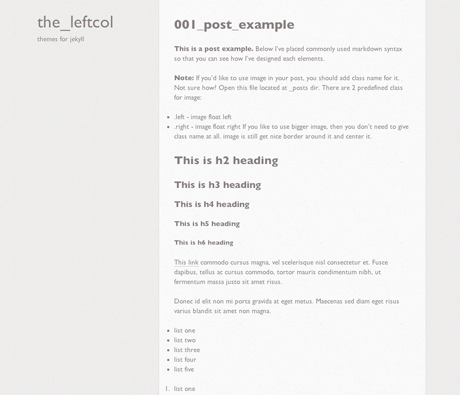 the_leftcol
themes for jekyll
001_post_example
This is a post example. Below I've placed commonly used markdown syntax
so that you can see how I've designed each elements.
Note: If you'd like to use image in your post, you should add class name for it.
Not sure how? Open this file located at _posts dir. There are 2 predefined class
for image:
.left - image float left
.right - image float right If you like to use bigger image, then you don't need to give
class name at all. image is still get nice border around it and center it.
This is h2 heading
This is h3 heading
This is h4 heading
This is h5 heading
This is h6 heading
This link commodo cursus magna, vel scelerisque nisl consectetur et. Fusce
dapibus, tellus ac cursus commodo, tortor mauris condimentum nibh, ut
fermentum massa justo sit amet risus.
Donec id elit non mi porta gravida at eget metus. Maecenas sed diam eget risus
varius blandit sit amet non magna.
list one
list two
list three
list four
list five
1. list one